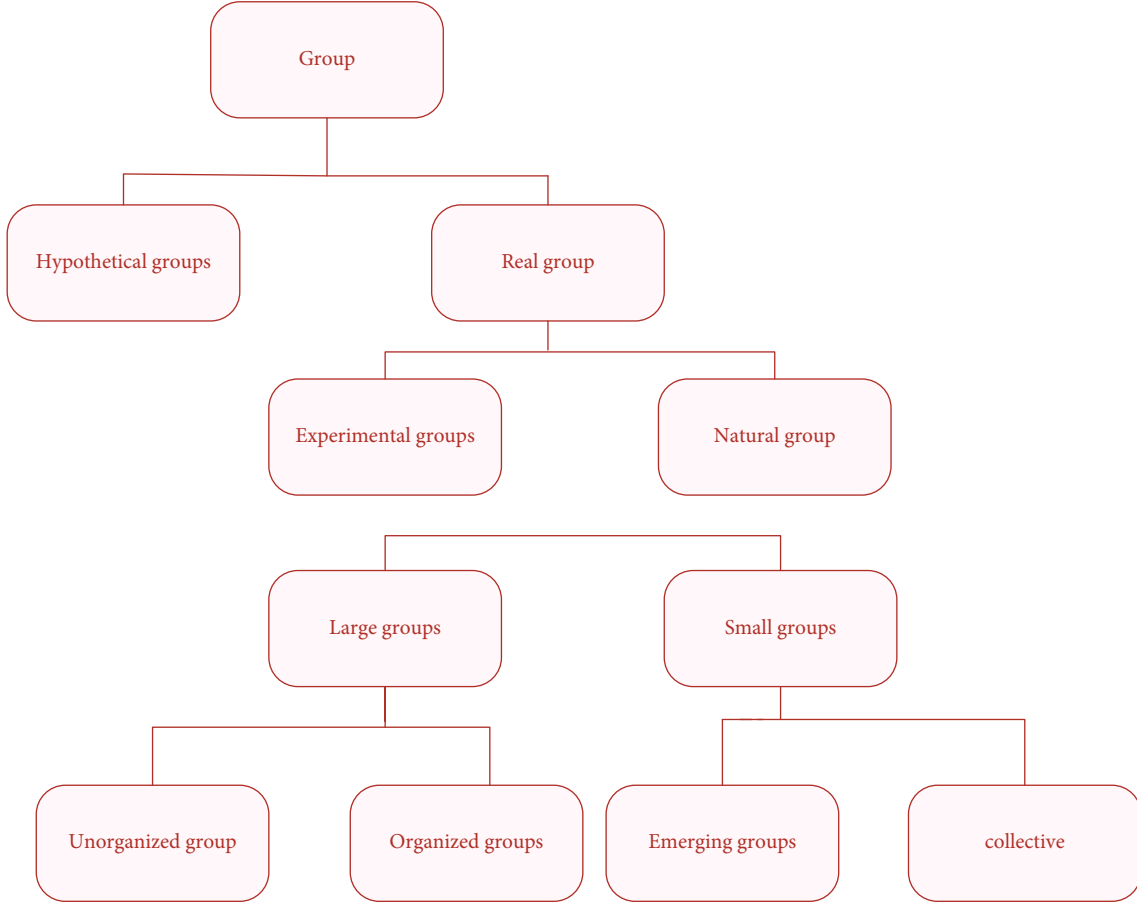 Group
Hypothetical groups
Real group
Experimental groups
Natural group
Large groups
Small groups
Unorganized group
Organized groups
Emerging groups
collective